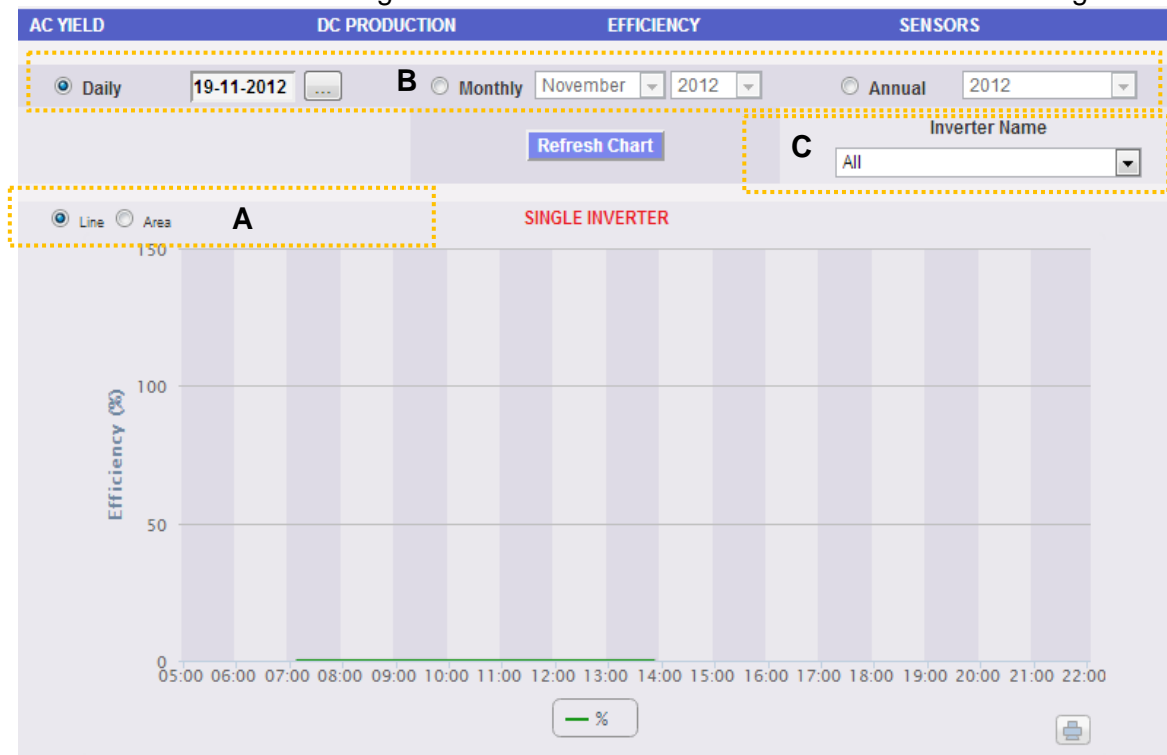 AC YIELD DC PRODUCTION EFFICIENCY SENSORS
Daily 19-11-2012 ... B Monthly November 2012 Annual 2012
Inverter Name
Refresh Chart C All
Line Area A SINGLE INVERTER
150
100
50
0
Efficiency (%)
05:00 06:00 07:00 08:00 09:00 10:00 11:00 12:00 13:00 14:00 15:00 16:00 17:00 18:00 19:00 20:00 21:00 22:00
%